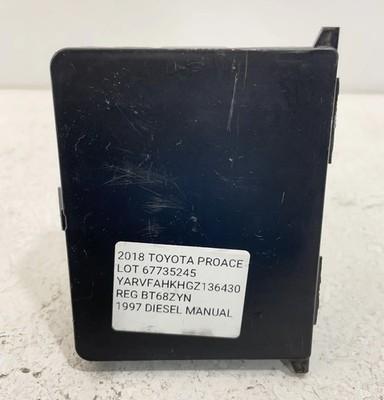 2018 TOYOTA PROACE
LOT 67735245
YARVFAHKHGZ136430
REG BT68ZYN
1997 DIESEL MANUAL